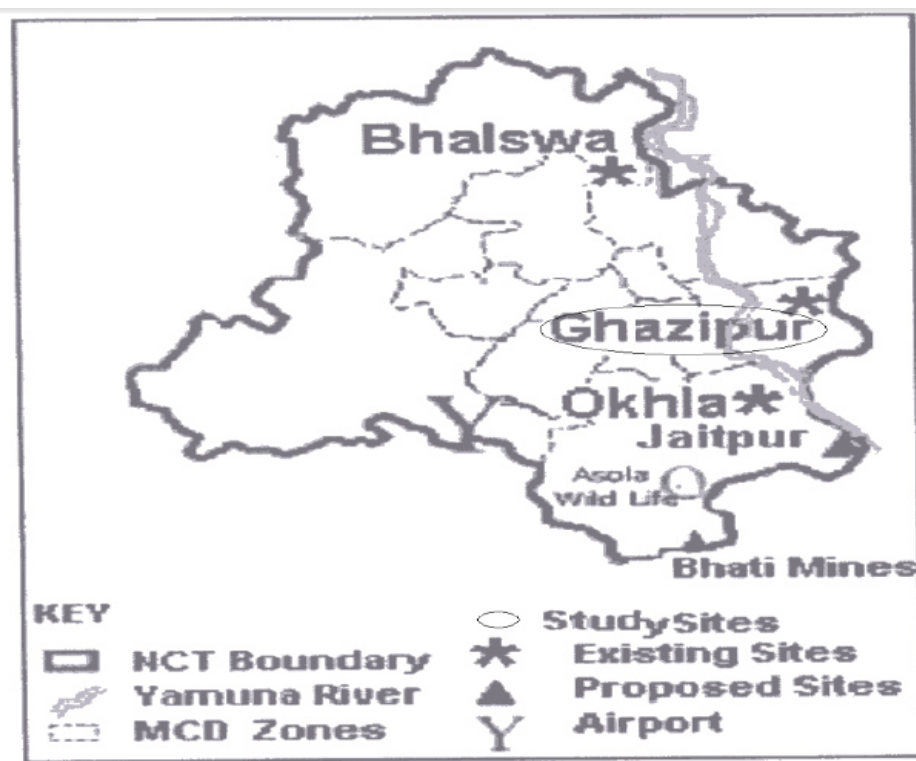 Bhalswa
Ghazipur
Okhla
Jaitpur
Asola
Wild Life
Bhati Mines
KEY
NCT Boundary
Yamuna River
MCD Zones
Study Sites
Existing Sites
Proposed Sites
Airport